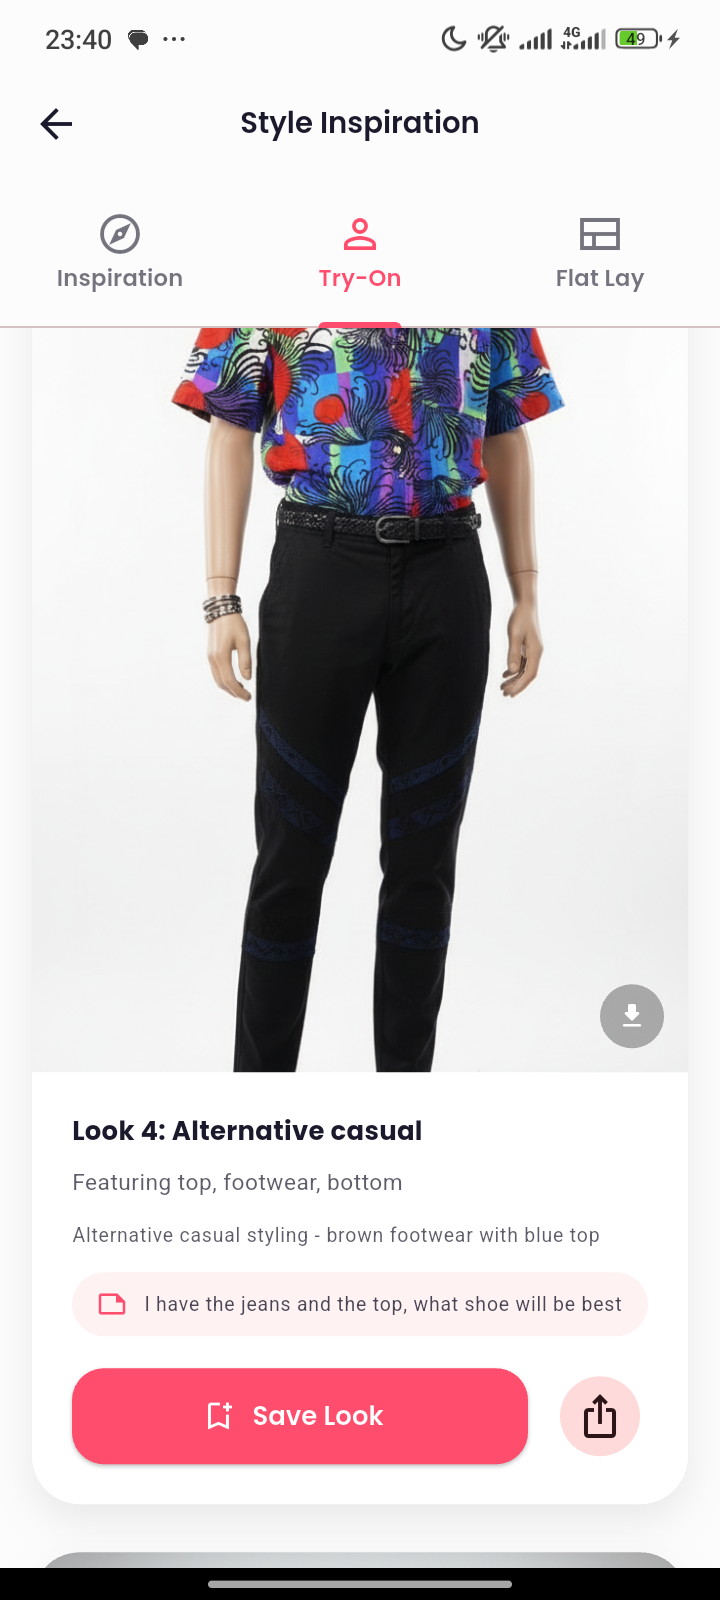 23:40
4G
49
Style Inspiration
Inspiration
Try-On
Flat Lay
Look 4: Alternative casual
Featuring top, footwear, bottom
Alternative casual styling - brown footwear with blue top
I have the jeans and the top, what shoe will be best
Save Look